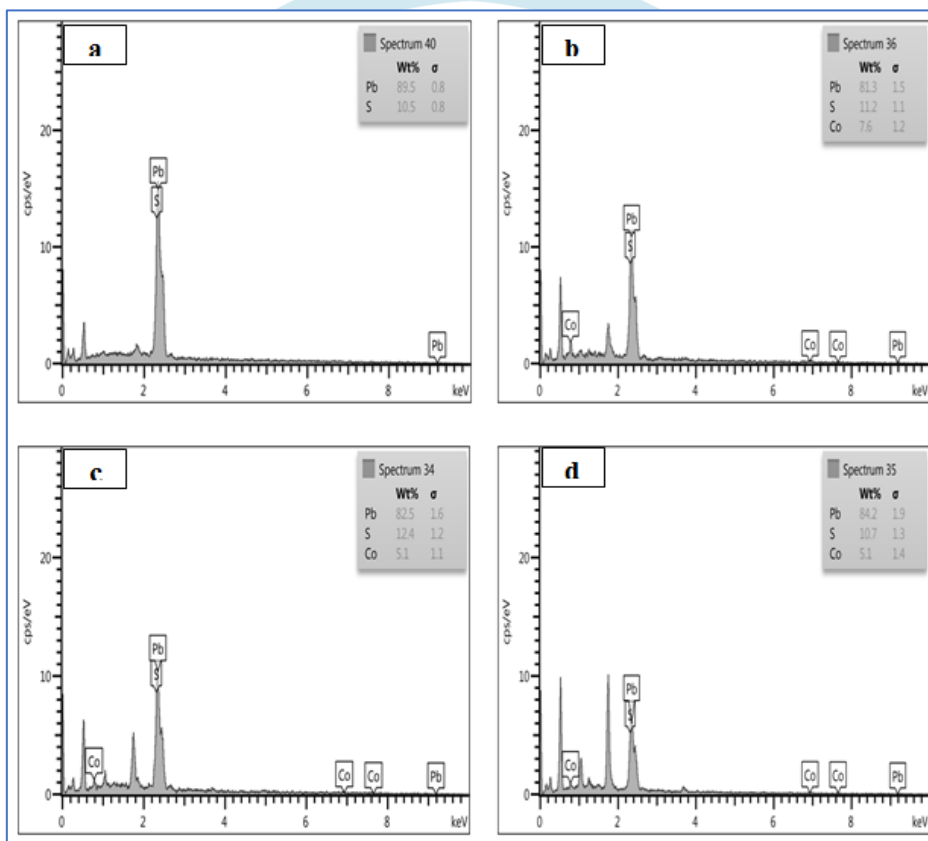 a
Spectrum 40
Wt% σ
Pb 89.5 0.8
S 10.5 0.8
cps/eV
20
10
0
Pb
S
Pb
0 2 4 6 8 keV
b
Spectrum 36
Wt% σ
Pb 81.3 1.5
S 11.2 1.1
Co 7.6 1.2
cps/eV
20
10
0
Pb
S
Co
Co Co Pb
0 2 4 6 8 keV
c
Spectrum 34
Wt% σ
Pb 82.5 1.6
S 12.4 1.2
Co 5.1 1.1
cps/eV
20
10
0
Pb
S
Co
Co Co Pb
0 2 4 6 8 keV
d
Spectrum 35
Wt% σ
Pb 84.2 1.9
S 10.7 1.3
Co 5.1 1.4
cps/eV
20
10
0
Pb
S
Co
Co Co Pb
0 2 4 6 8 keV